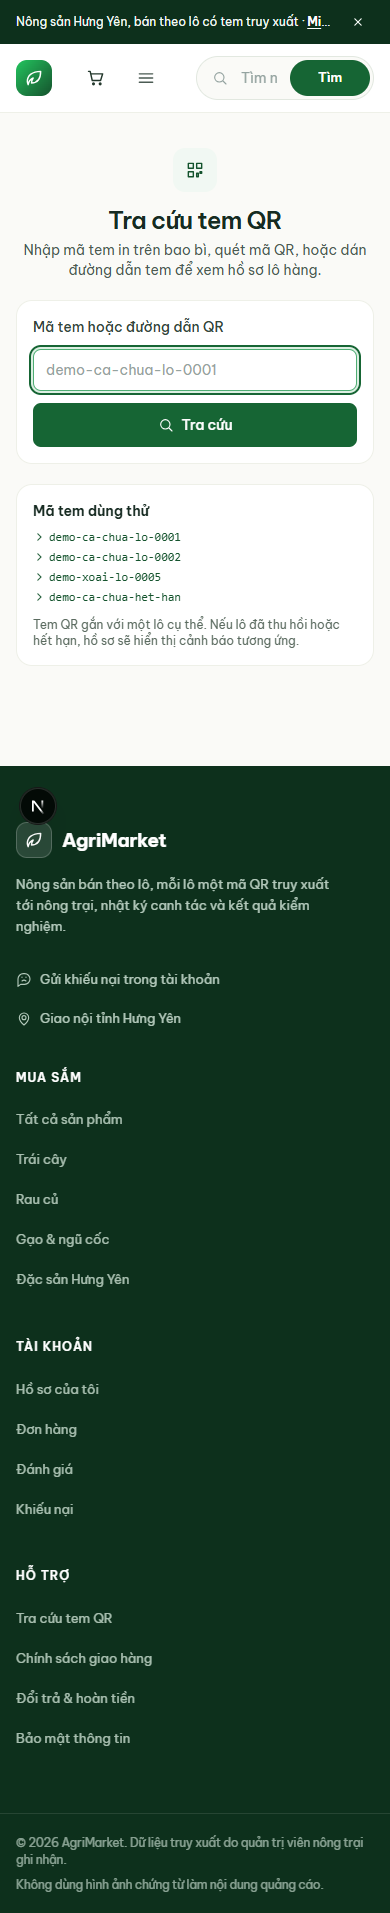 Nông sản Hưng Yên, bán theo lô có tem truy xuất · Mi...
Tìm n
Tìm
Tra cứu tem QR
Nhập mã tem in trên bao bì, quét mã QR, hoặc dán
đường dẫn tem để xem hồ sơ lô hàng.
Mã tem hoặc đường dẫn QR
demo-ca-chua-lo-0001
Tra cứu
Mã tem dùng thử
demo-ca-chua-lo-0001
demo-ca-chua-lo-0002
demo-xoai-lo-0005
demo-ca-chua-het-han
Tem QR gắn với một lô cụ thể. Nếu lô đã thu hồi hoặc
hết hạn, hồ sơ sẽ hiển thị cảnh báo tương ứng.
N
AgriMarket
Nông sản bán theo lô, mỗi lô một mã QR truy xuất
tới nông trại, nhật ký canh tác và kết quả kiểm
nghiệm.
Gửi khiếu nại trong tài khoản
Giao nội tỉnh Hưng Yên
MUA SẮM
Tất cả sản phẩm
Trái cây
Rau củ
Gạo & ngũ cốc
Đặc sản Hưng Yên
TÀI KHOẢN
Hồ sơ của tôi
Đơn hàng
Đánh giá
Khiếu nại
HỖ TRỢ
Tra cứu tem QR
Chính sách giao hàng
Đổi trả & hoàn tiền
Bảo mật thông tin
© 2026 AgriMarket. Dữ liệu truy xuất do quản trị viên nông trại
ghi nhận.
Không dùng hình ảnh chứng từ làm nội dung quảng cáo.